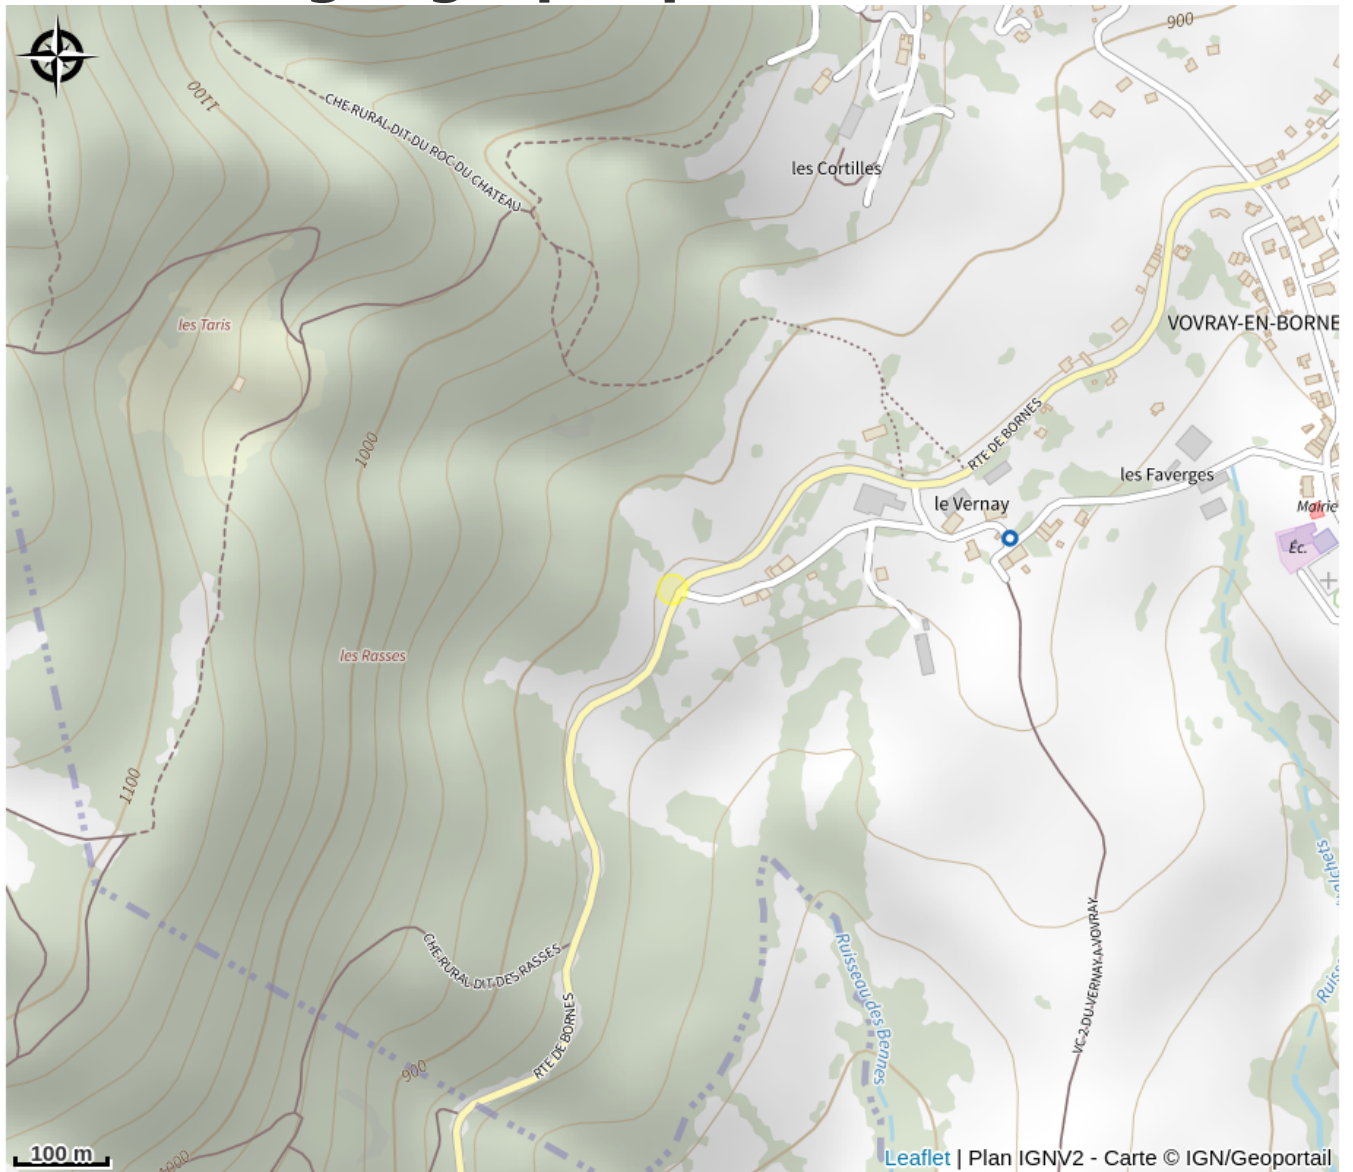 900
1100
CHE RURAL DIT DU ROC DU CHATEAU
les Cortilles
les Taris
VOVRAY-EN-BORNE
1000
RTE DE BORNES
les Faverges
le Vernay
Mairie
Éc.
les Rasses
1100
CHE RURAL DIT DES RASSES
VC 2 DU VERNAY A VOVRAY
Ruisseau des Bennes
RTE DE BORNES
900
100 m
1000
Leaflet | Plan IGNV2 - Carte © IGN/Geoportail